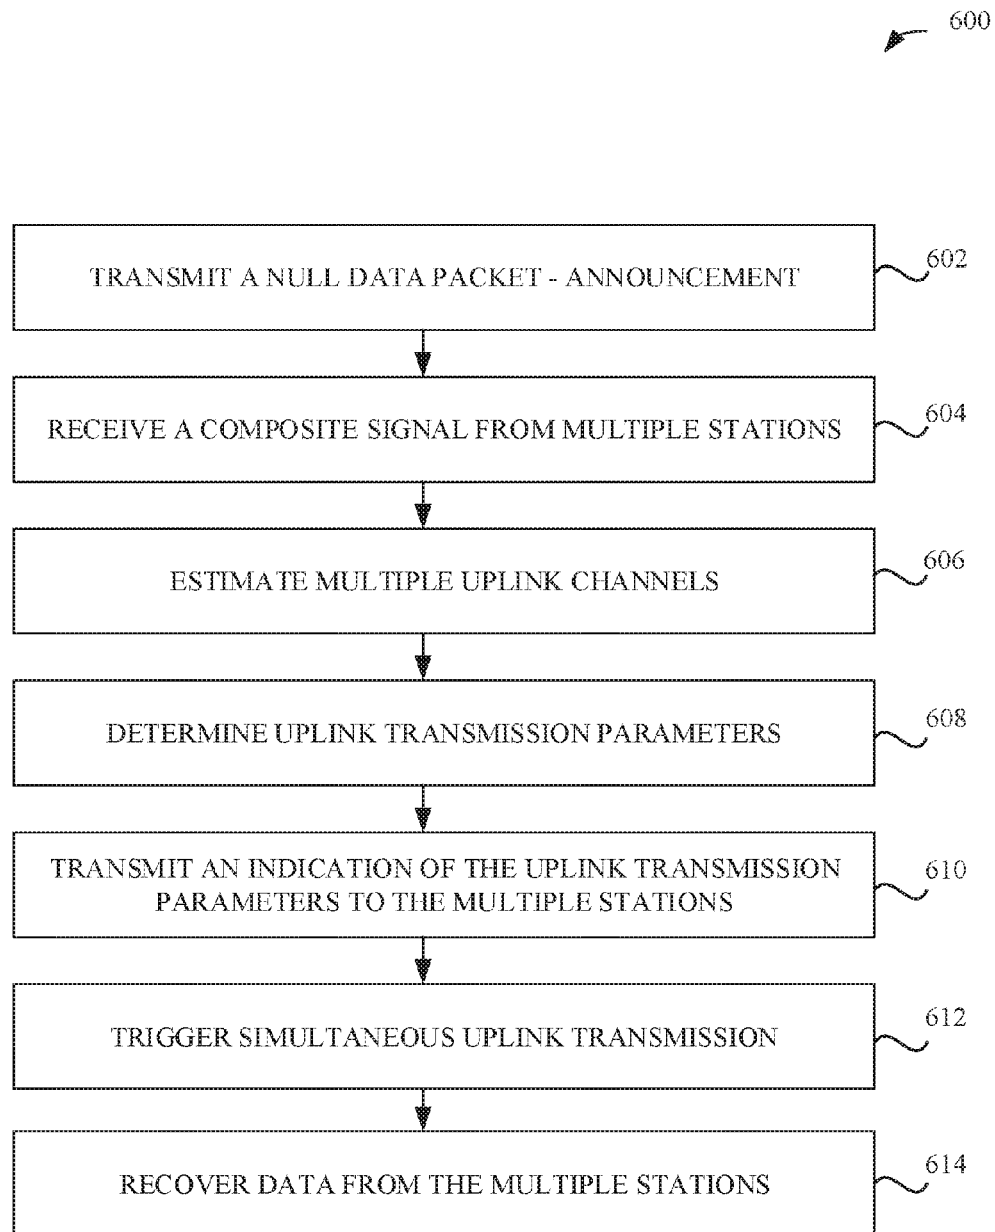 600
TRANSMIT A NULL DATA PACKET - ANNOUNCEMENT
602
RECEIVE A COMPOSITE SIGNAL FROM MULTIPLE STATIONS
604
ESTIMATE MULTIPLE UPLINK CHANNELS
606
DETERMINE UPLINK TRANSMISSION PARAMETERS
608
TRANSMIT AN INDICATION OF THE UPLINK TRANSMISSION
PARAMETERS TO THE MULTIPLE STATIONS
610
TRIGGER SIMULTANEOUS UPLINK TRANSMISSION
612
RECOVER DATA FROM THE MULTIPLE STATIONS
614